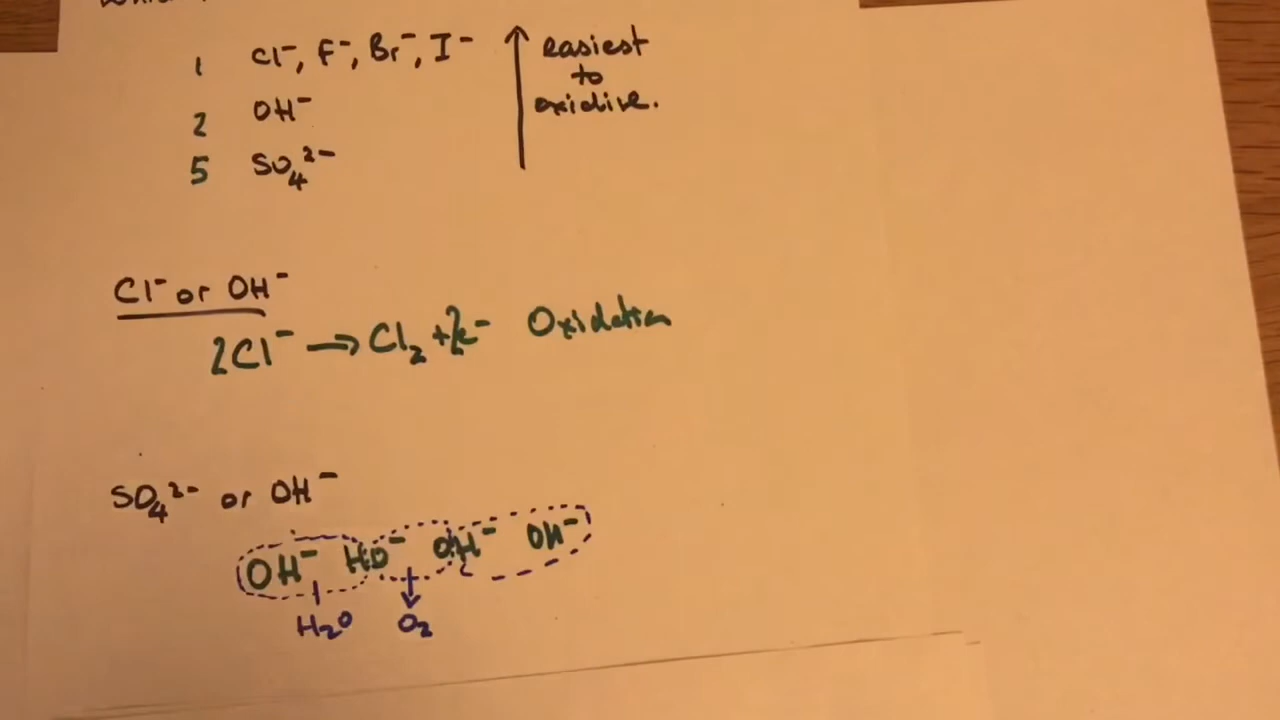 1 Cl⁻, F⁻, Br⁻, I⁻
2 OH⁻
5 SO₄²⁻
easiest
to
oxidise.
Cl⁻ or OH⁻
2Cl⁻ → Cl₂ + 2e⁻ Oxidation
SO₄²⁻ or OH⁻
OH⁻ HO⁻ OH⁻ OH⁻
H₂O O₂